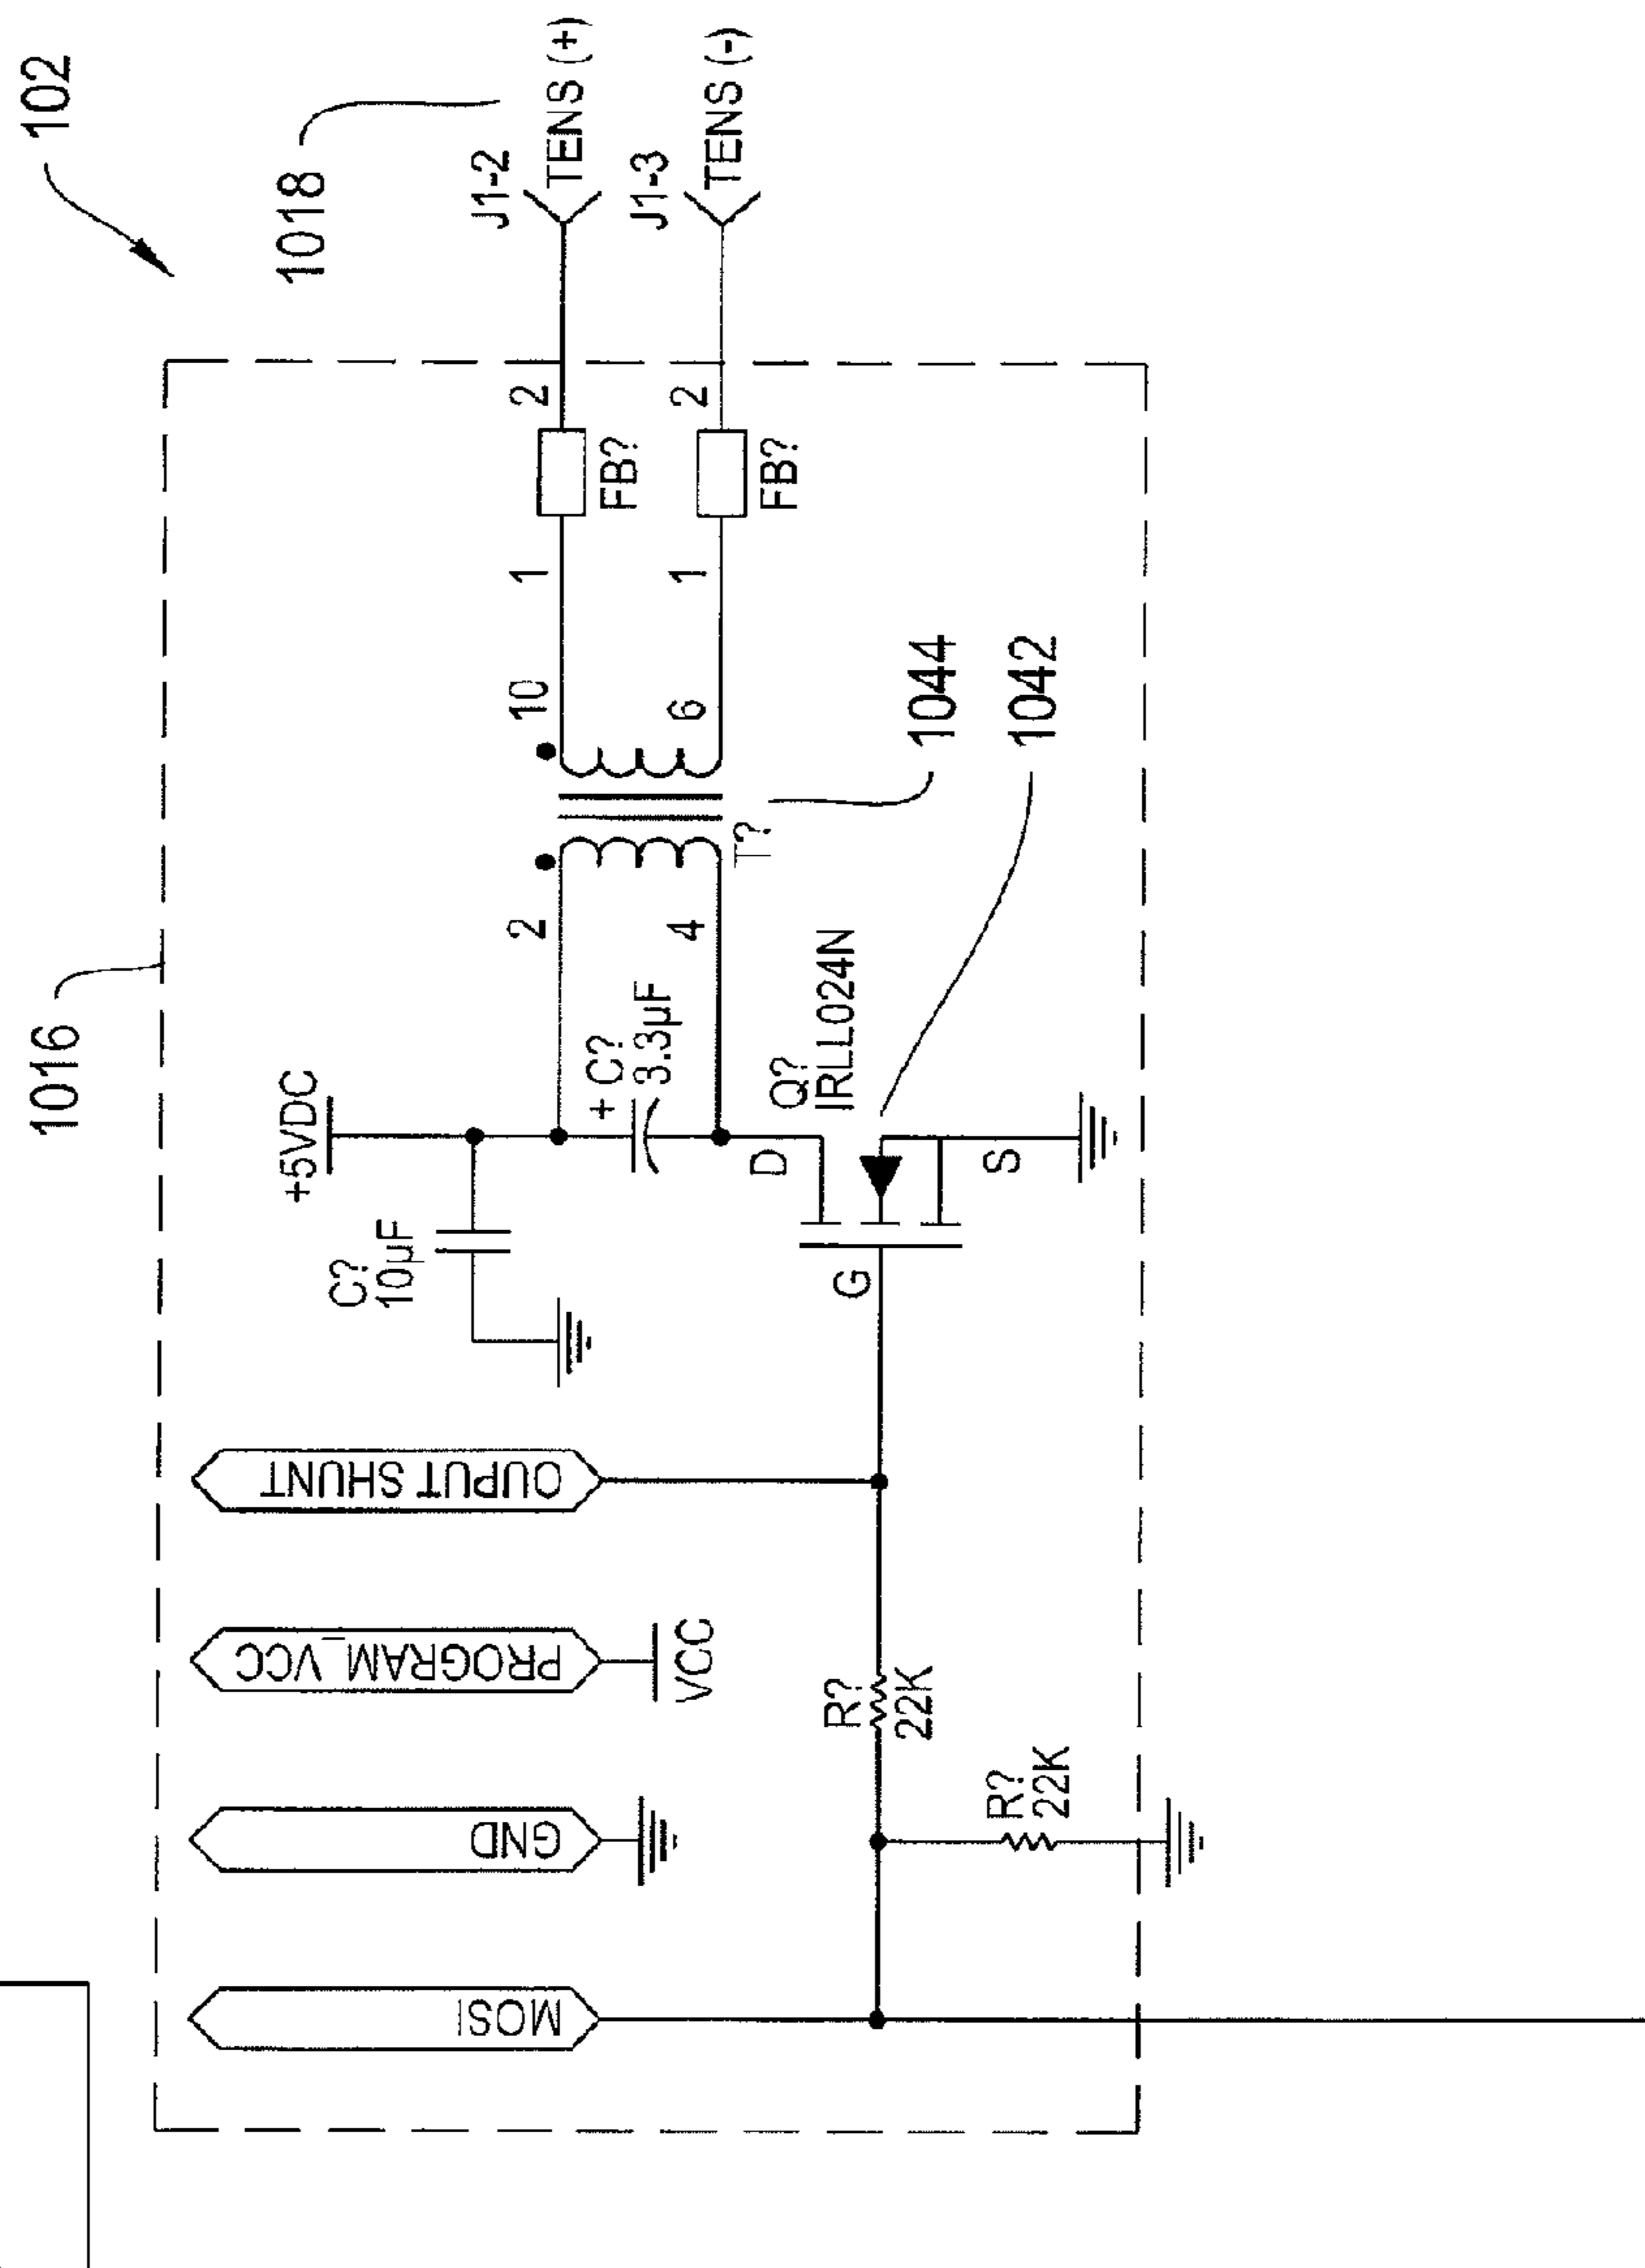 102
1016
1018
MOSI
GND
PROGRAM_VCC
OUPUT SHUNT
VCC
+5VDC
C?
10µF
+ C?
3.3µF
2
4
T?
10
6
1
1
FB?
FB?
2
2
J1-2
TENS (+)
J1-3
TENS (-)
R?
22K
R?
22K
G
D
S
Q?
IRLL024N
1044
1042